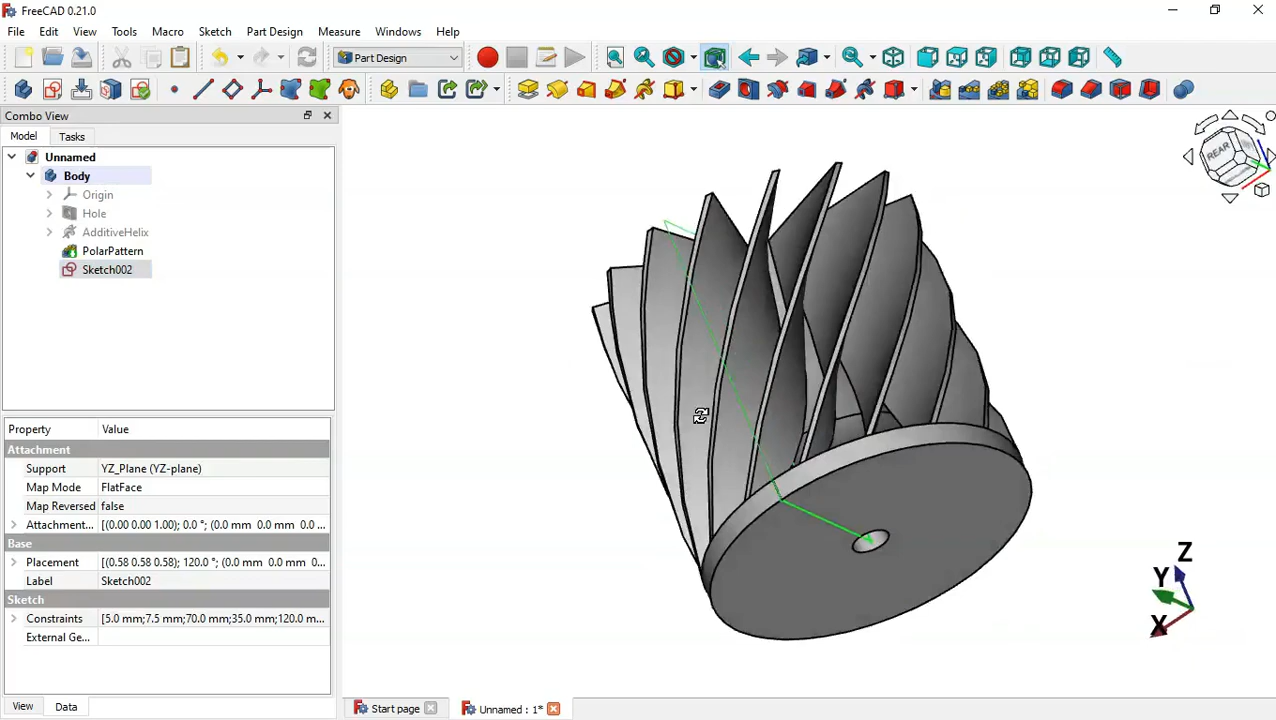 FreeCAD 0.21.0
File Edit View Tools Macro Sketch Part Design Measure Windows Help
Part Design
Combo View
Model Tasks
Unnamed
Body
Origin
Hole
AdditiveHelix
PolarPattern
Sketch002
REAR
Property Value
Attachment
Support YZ_Plane (YZ-plane)
Map Mode FlatFace
Map Reversed false
Attachment... [(0.00 0.00 1.00); 0.0 °; (0.0 mm 0.0 mm 0.0 ...
Base
Placement [(0.58 0.58 0.58); 120.0 °; (0.0 mm 0.0 mm 0.0 ...
Label Sketch002
Sketch
Constraints [5.0 mm;7.5 mm;70.0 mm;35.0 mm;120.0 m...
External Ge...
Z
Y
X
View Data
Start page Unnamed : 1*